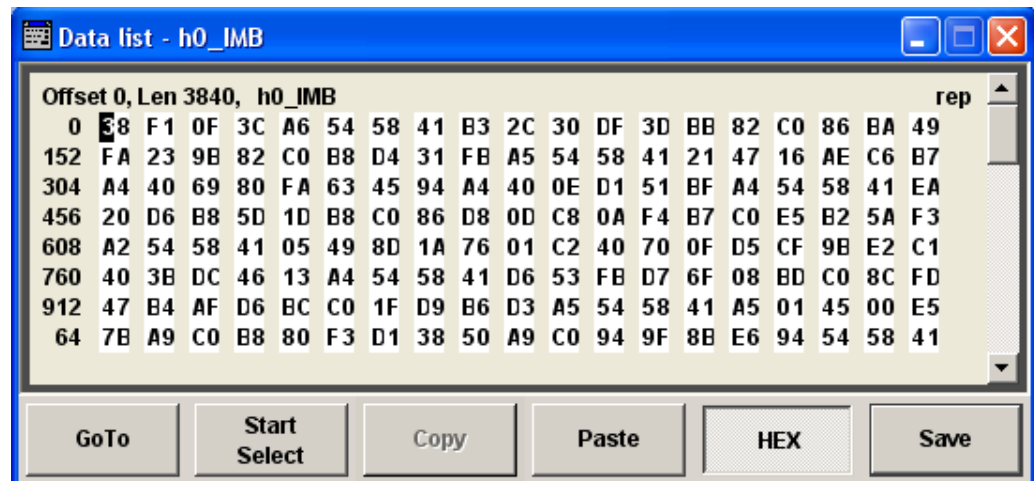 Data list - h0_IMB
Offset 0, Len 3840, h0_IMB rep
0 38 F1 0F 3C A6 54 58 41 B3 2C 30 DF 3D BB 82 C0 86 BA 49
152 FA 23 9B 82 C0 B8 D4 31 FB A5 54 58 41 21 47 16 AE C6 B7
304 A4 40 69 80 FA 63 45 94 A4 40 0E D1 51 BF A4 54 58 41 EA
456 20 D6 B8 5D 1D B8 C0 86 D8 0D C8 0A F4 B7 C0 E5 B2 5A F3
608 A2 54 58 41 05 49 8D 1A 76 01 C2 40 70 0F D5 CF 9B E2 C1
760 40 3B DC 46 13 A4 54 58 41 D6 53 FB D7 6F 08 BD C0 8C FD
912 47 B4 AF D6 BC C0 1F D9 B6 D3 A5 54 58 41 A5 01 45 00 E5
64 7B A9 C0 B8 80 F3 D1 38 50 A9 C0 94 9F 8B E6 94 54 58 41
GoTo
Start
Select
Copy
Paste
HEX
Save